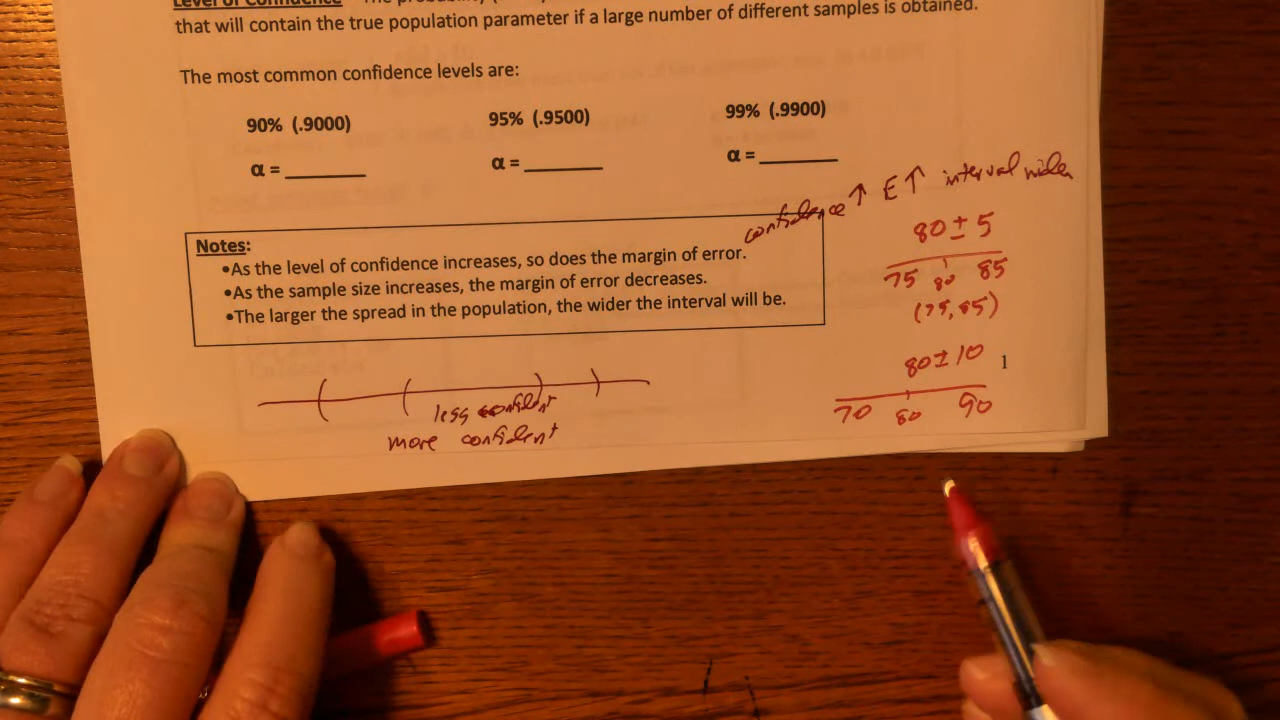 Level of Confidence
that will contain the true population parameter if a large number of different samples is obtained.
The most common confidence levels are:
90% (.9000) 95% (.9500) 99% (.9900)
α = ________ α = ________ α = ________
confidence ↑ E ↑ interval wider
Notes:
•As the level of confidence increases, so does the margin of error.
•As the sample size increases, the margin of error decreases.
•The larger the spread in the population, the wider the interval will be.
80 ± 5
75 80 85
(75, 85)
80 ± 10
70 80 90
1
less confident
more confident